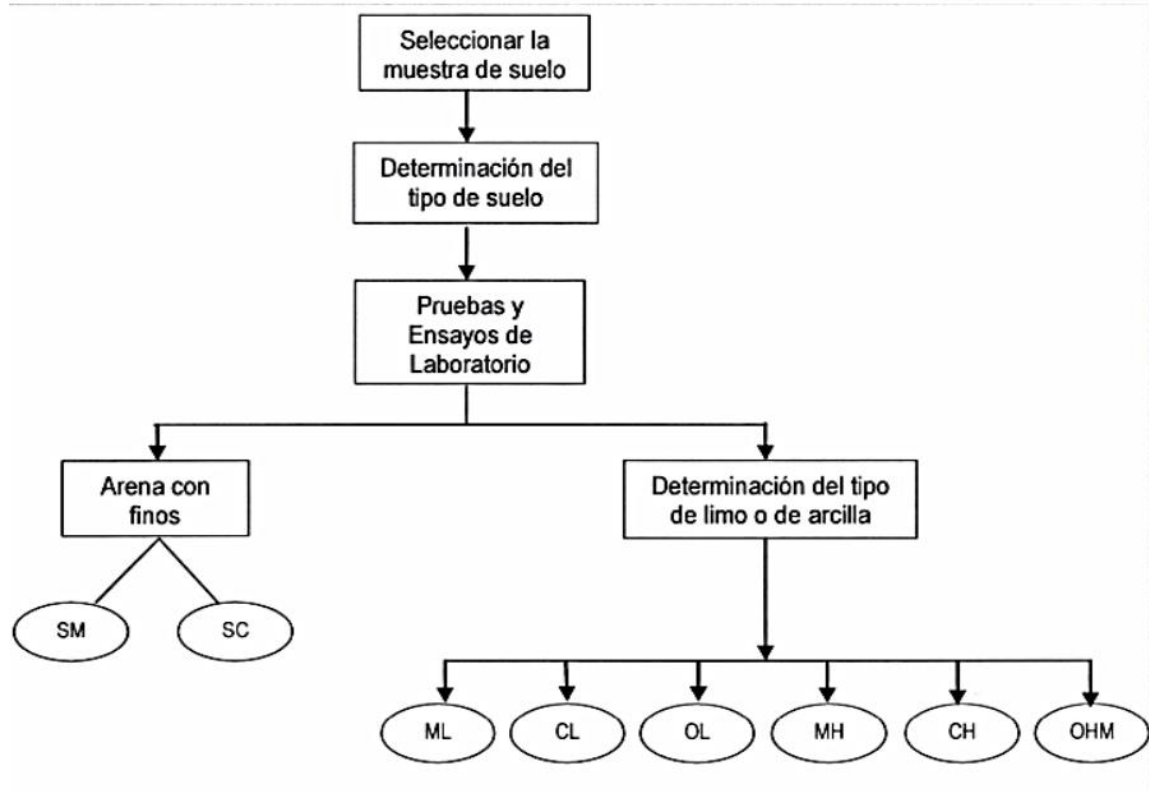 Seleccionar la
muestra de suelo
Determinación del
tipo de suelo
Pruebas y
Ensayos de
Laboratorio
Arena con
finos
Determinación del tipo
de limo o de arcilla
SM
SC
ML
CL
OL
MH
CH
OHM